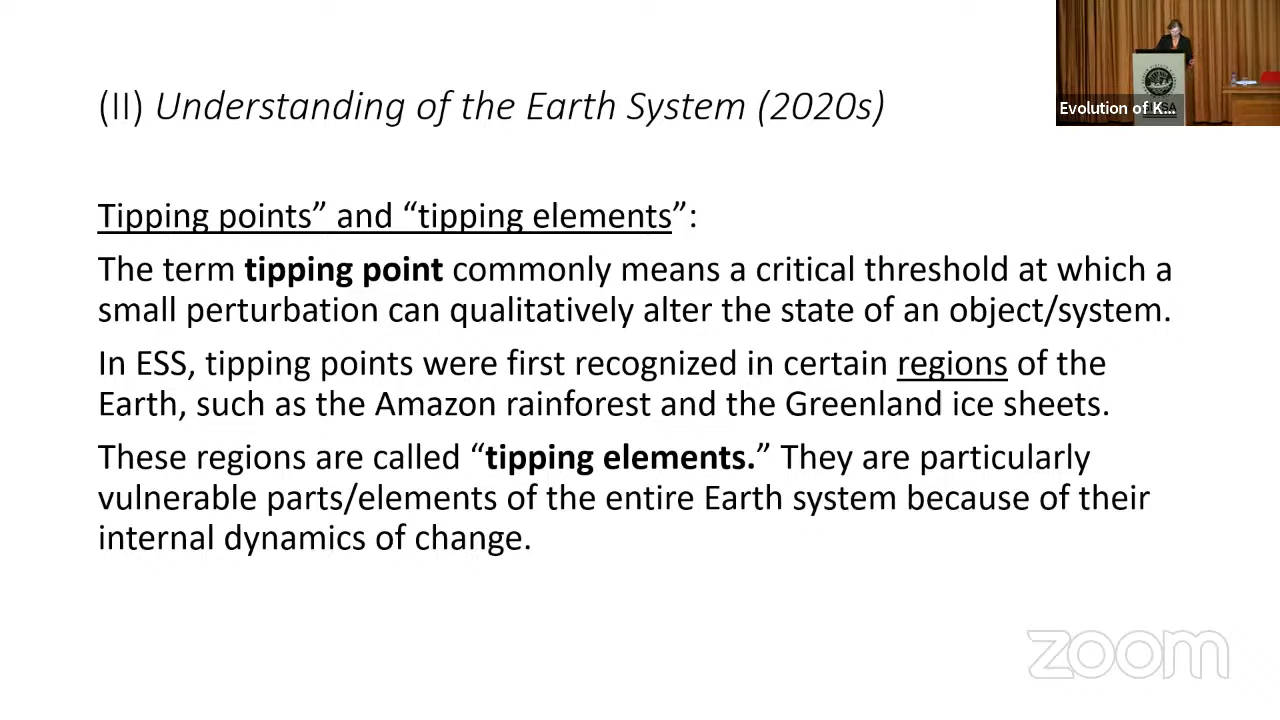 (II) Understanding of the Earth System (2020s)
Evolution of K...
Tipping points” and “tipping elements”:
The term tipping point commonly means a critical threshold at which a
small perturbation can qualitatively alter the state of an object/system.
In ESS, tipping points were first recognized in certain regions of the
Earth, such as the Amazon rainforest and the Greenland ice sheets.
These regions are called “tipping elements.” They are particularly
vulnerable parts/elements of the entire Earth system because of their
internal dynamics of change.
zoom